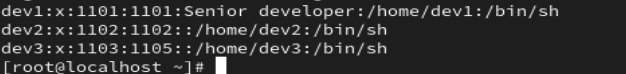 dev1:x:1101:1101:Senior developer:/home/dev1:/bin/sh
dev2:x:1102:1102::/home/dev2:/bin/sh
dev3:x:1103:1105::/home/dev3:/bin/sh
[root@localhost ~]#